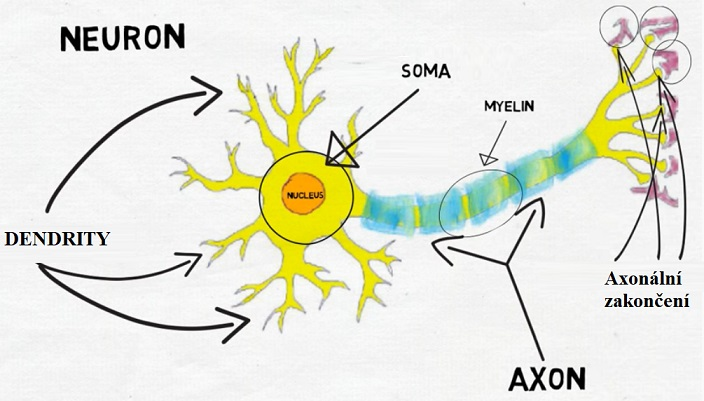 NEURON
SOMA
MYELIN
NUCLEUS
DENDRITY
Axonální
zakončení
AXON